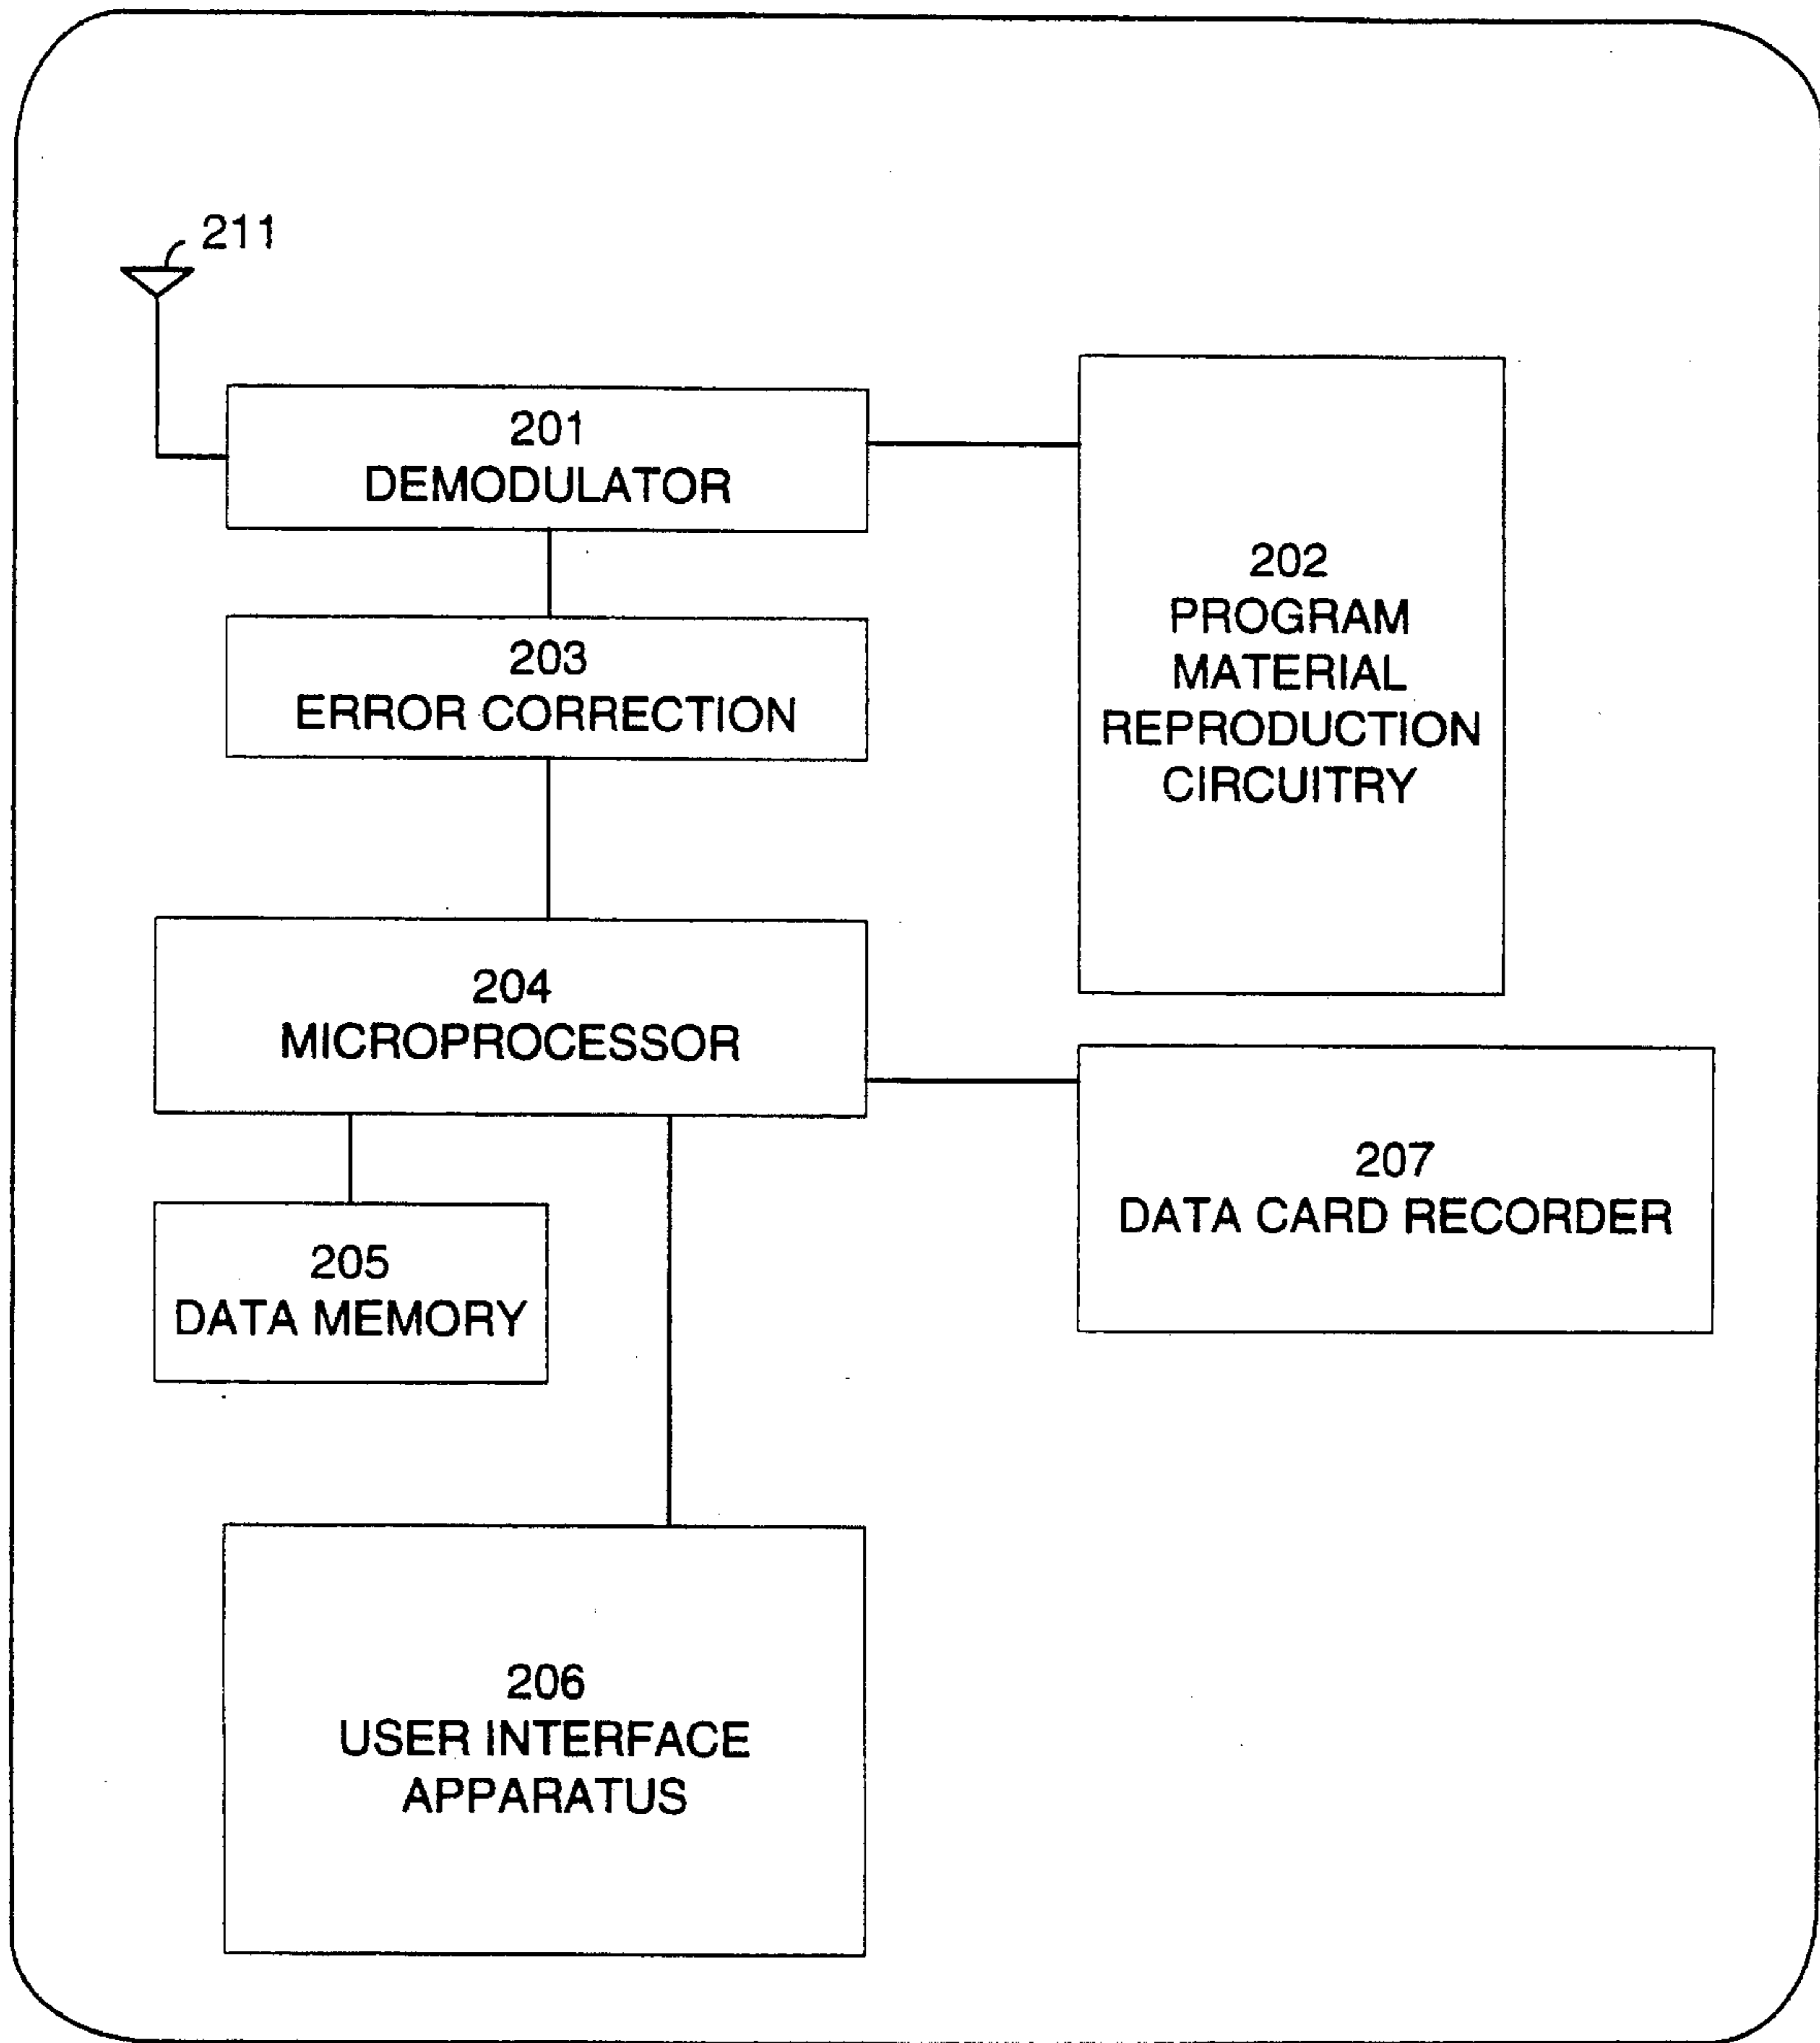 211
201
DEMODULATOR
202
PROGRAM
MATERIAL
REPRODUCTION
CIRCUITRY
203
ERROR CORRECTION
204
MICROPROCESSOR
207
DATA CARD RECORDER
205
DATA MEMORY
206
USER INTERFACE
APPARATUS